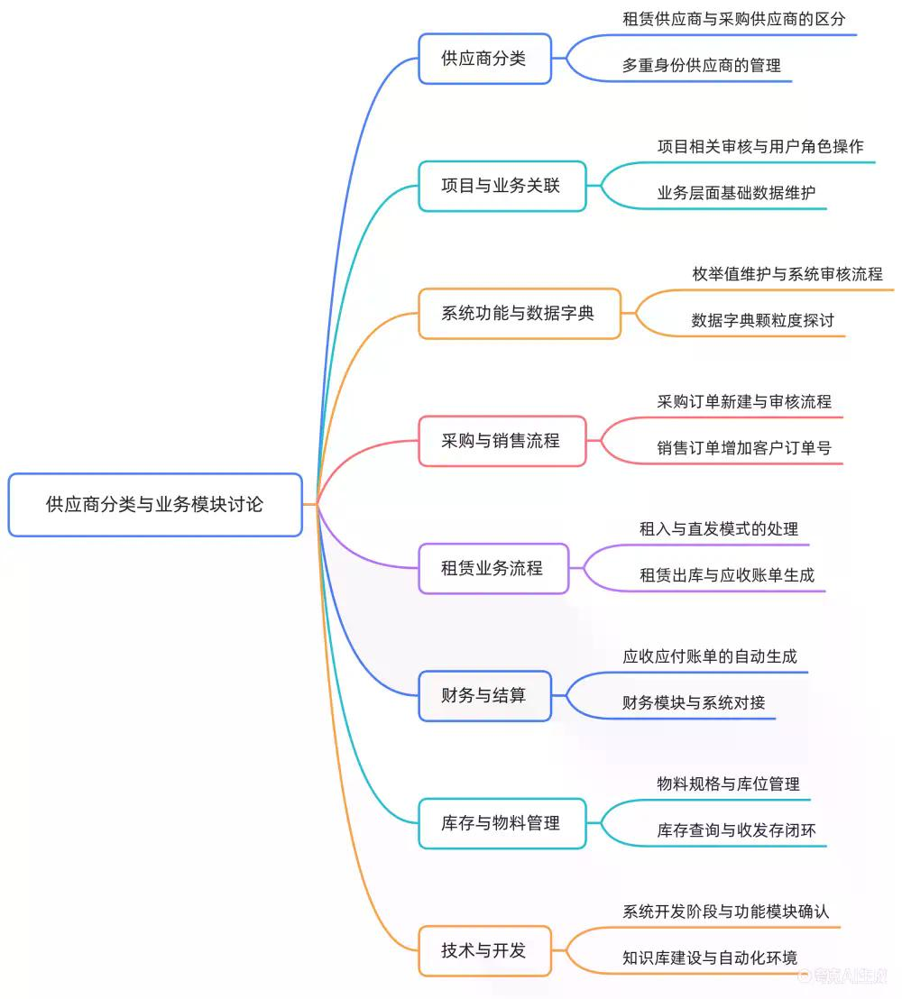 供应商分类与业务模块讨论
供应商分类
租赁供应商与采购供应商的区分
多重身份供应商的管理
项目与业务关联
项目相关审核与用户角色操作
业务层面基础数据维护
系统功能与数据字典
枚举值维护与系统审核流程
数据字典颗粒度探讨
采购与销售流程
采购订单新建与审核流程
销售订单增加客户订单号
租赁业务流程
租入与直发模式的处理
租赁出库与应收账单生成
财务与结算
应收应付账单的自动生成
财务模块与系统对接
库存与物料管理
物料规格与库位管理
库存查询与收发存闭环
技术与开发
系统开发阶段与功能模块确认
知识库建设与自动化环境
夸克AI生成